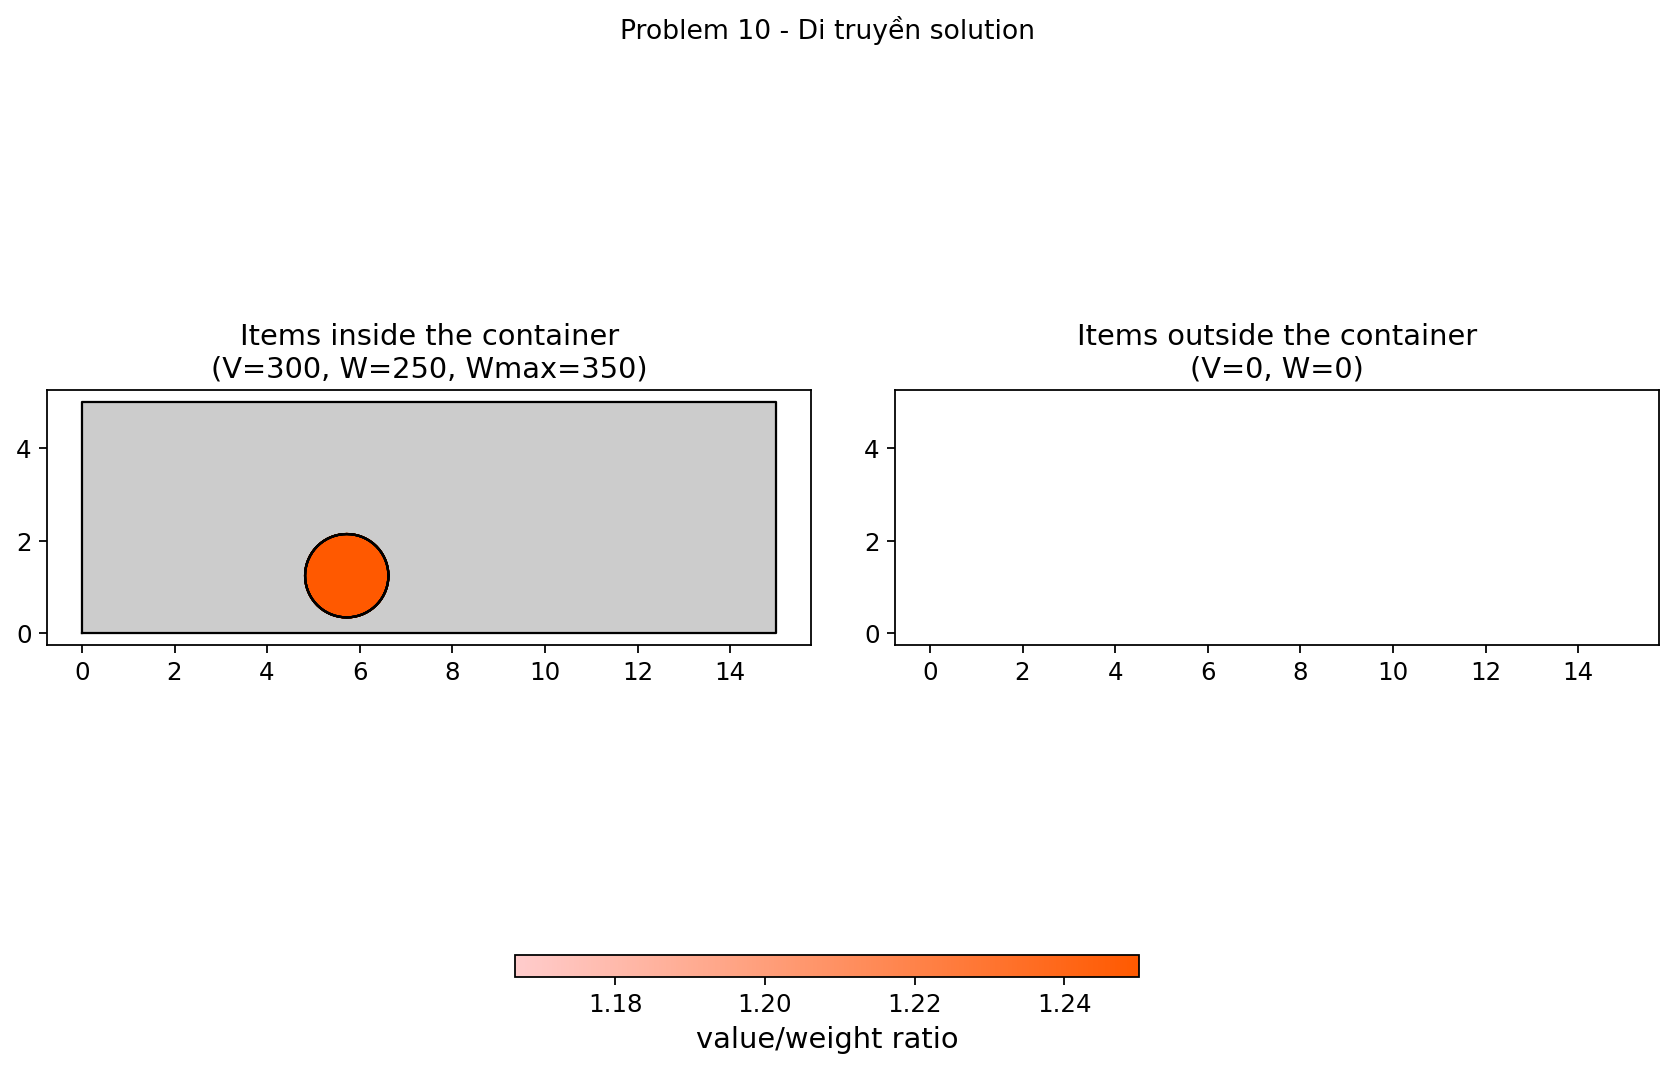 Problem 10 - Di truyền solution
Items inside the container
(V=300, W=250, Wmax=350)
Items outside the container
(V=0, W=0)
4
2
0
0 2 4 6 8 10 12 14
4
2
0
0 2 4 6 8 10 12 14
1.18 1.20 1.22 1.24
value/weight ratio